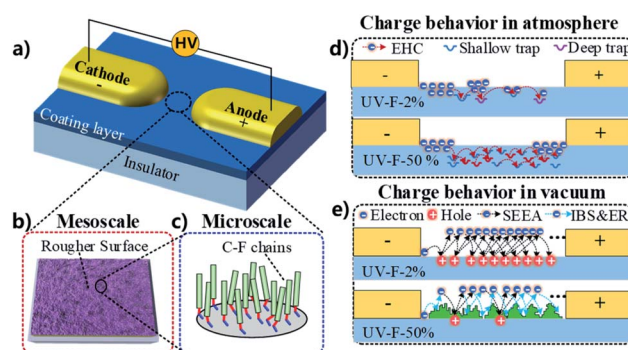 a)
HV
Cathode
-
Anode
+
Coating layer
Insulator
b)
Mesoscale
Rougher Surface
c)
Microscale
C-F chains
Charge behavior in atmosphere
d)
EHC
Shallow trap
Deep trap
-
+
UV-F-2%
-
+
UV-F-50 %
Charge behavior in vacuum
e)
Electron
Hole
SEEA
IBS&ER
-
+
UV-F-2%
-
+
UV-F-50%